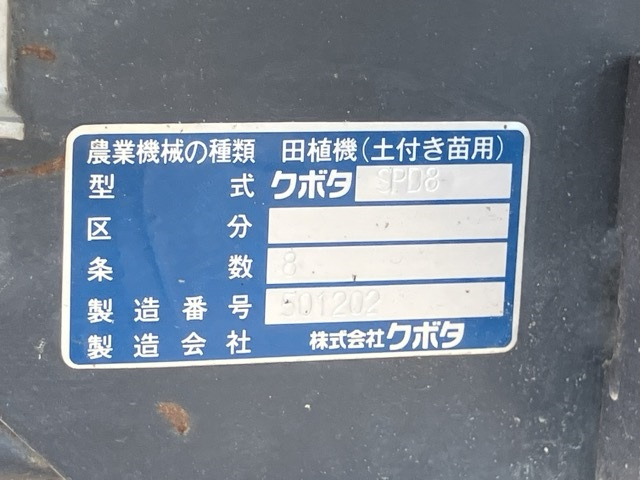 農業機械の種類 田植機(土付き苗用)
型式 クボタ SPD8
区分
条数 8
製造番号 501202
製造会社 株式会社クボタ